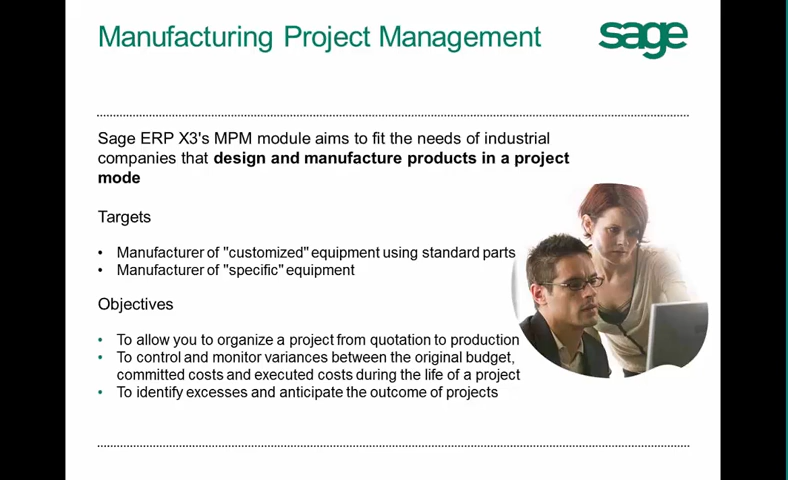 Manufacturing Project Management
sage
Sage ERP X3's MPM module aims to fit the needs of industrial
companies that design and manufacture products in a project
mode
Targets
• Manufacturer of "customized" equipment using standard parts
• Manufacturer of "specific" equipment
Objectives
• To allow you to organize a project from quotation to production
• To control and monitor variances between the original budget,
committed costs and executed costs during the life of a project
• To identify excesses and anticipate the outcome of projects